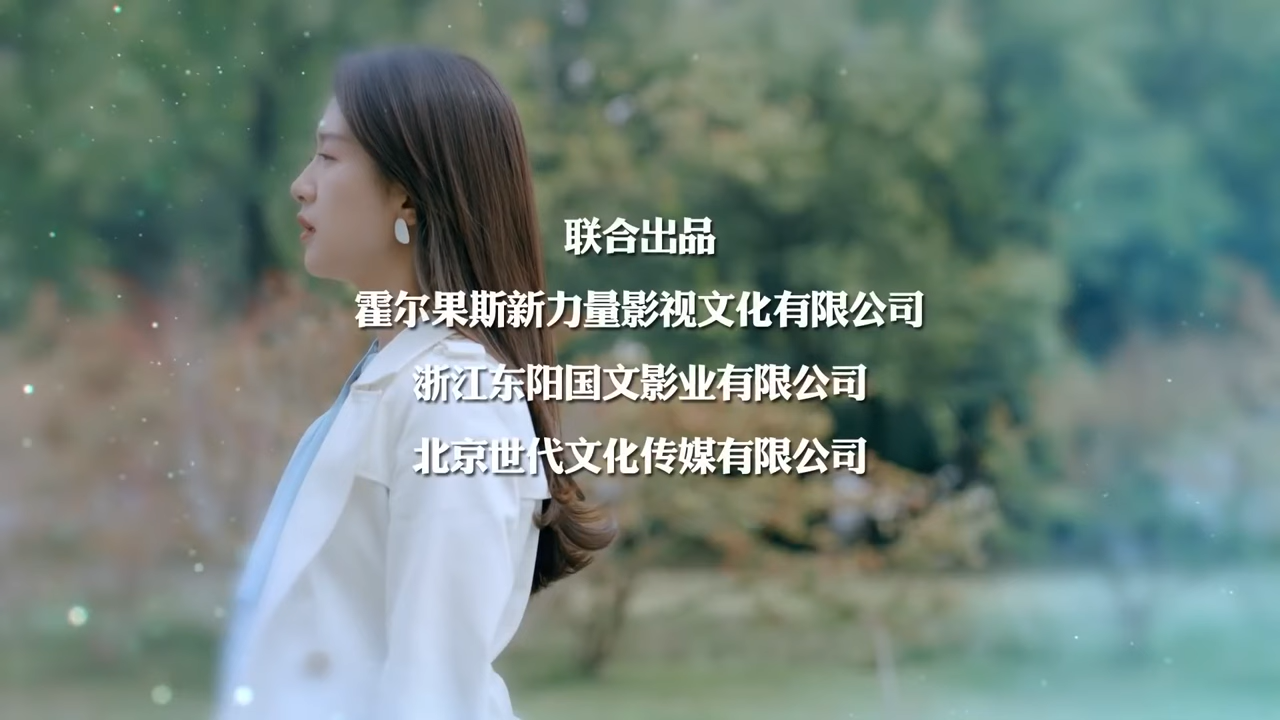 联合出品
霍尔果斯新力量影视文化有限公司
浙江东阳国文影业有限公司
北京世代文化传媒有限公司